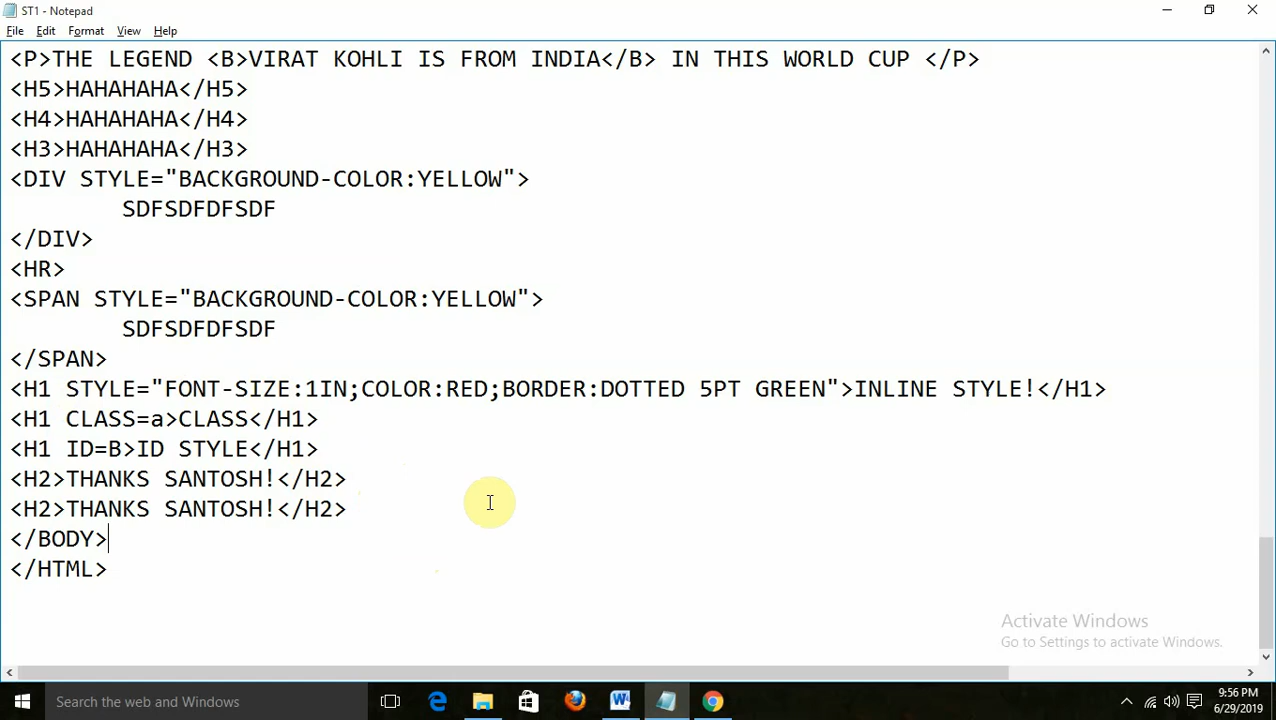 ST1 - Notepad
File Edit Format View Help
<P>THE LEGEND <B>VIRAT KOHLI IS FROM INDIA</B> IN THIS WORLD CUP </P>
<H5>HAHAHAHA</H5>
<H4>HAHAHAHA</H4>
<H3>HAHAHAHA</H3>
<DIV STYLE="BACKGROUND-COLOR:YELLOW">
SDFSDFDFSDF
</DIV>
<HR>
<SPAN STYLE="BACKGROUND-COLOR:YELLOW">
SDFSDFDFSDF
</SPAN>
<H1 STYLE="FONT-SIZE:1IN;COLOR:RED;BORDER:DOTTED 5PT GREEN">INLINE STYLE!</H1>
<H1 CLASS=a>CLASS</H1>
<H1 ID=B>ID STYLE</H1>
<H2>THANKS SANTOSH!</H2>
<H2>THANKS SANTOSH!</H2>
</BODY>
</HTML>
Activate Windows
Go to Settings to activate Windows.
Search the web and Windows
9:56 PM
6/29/2019